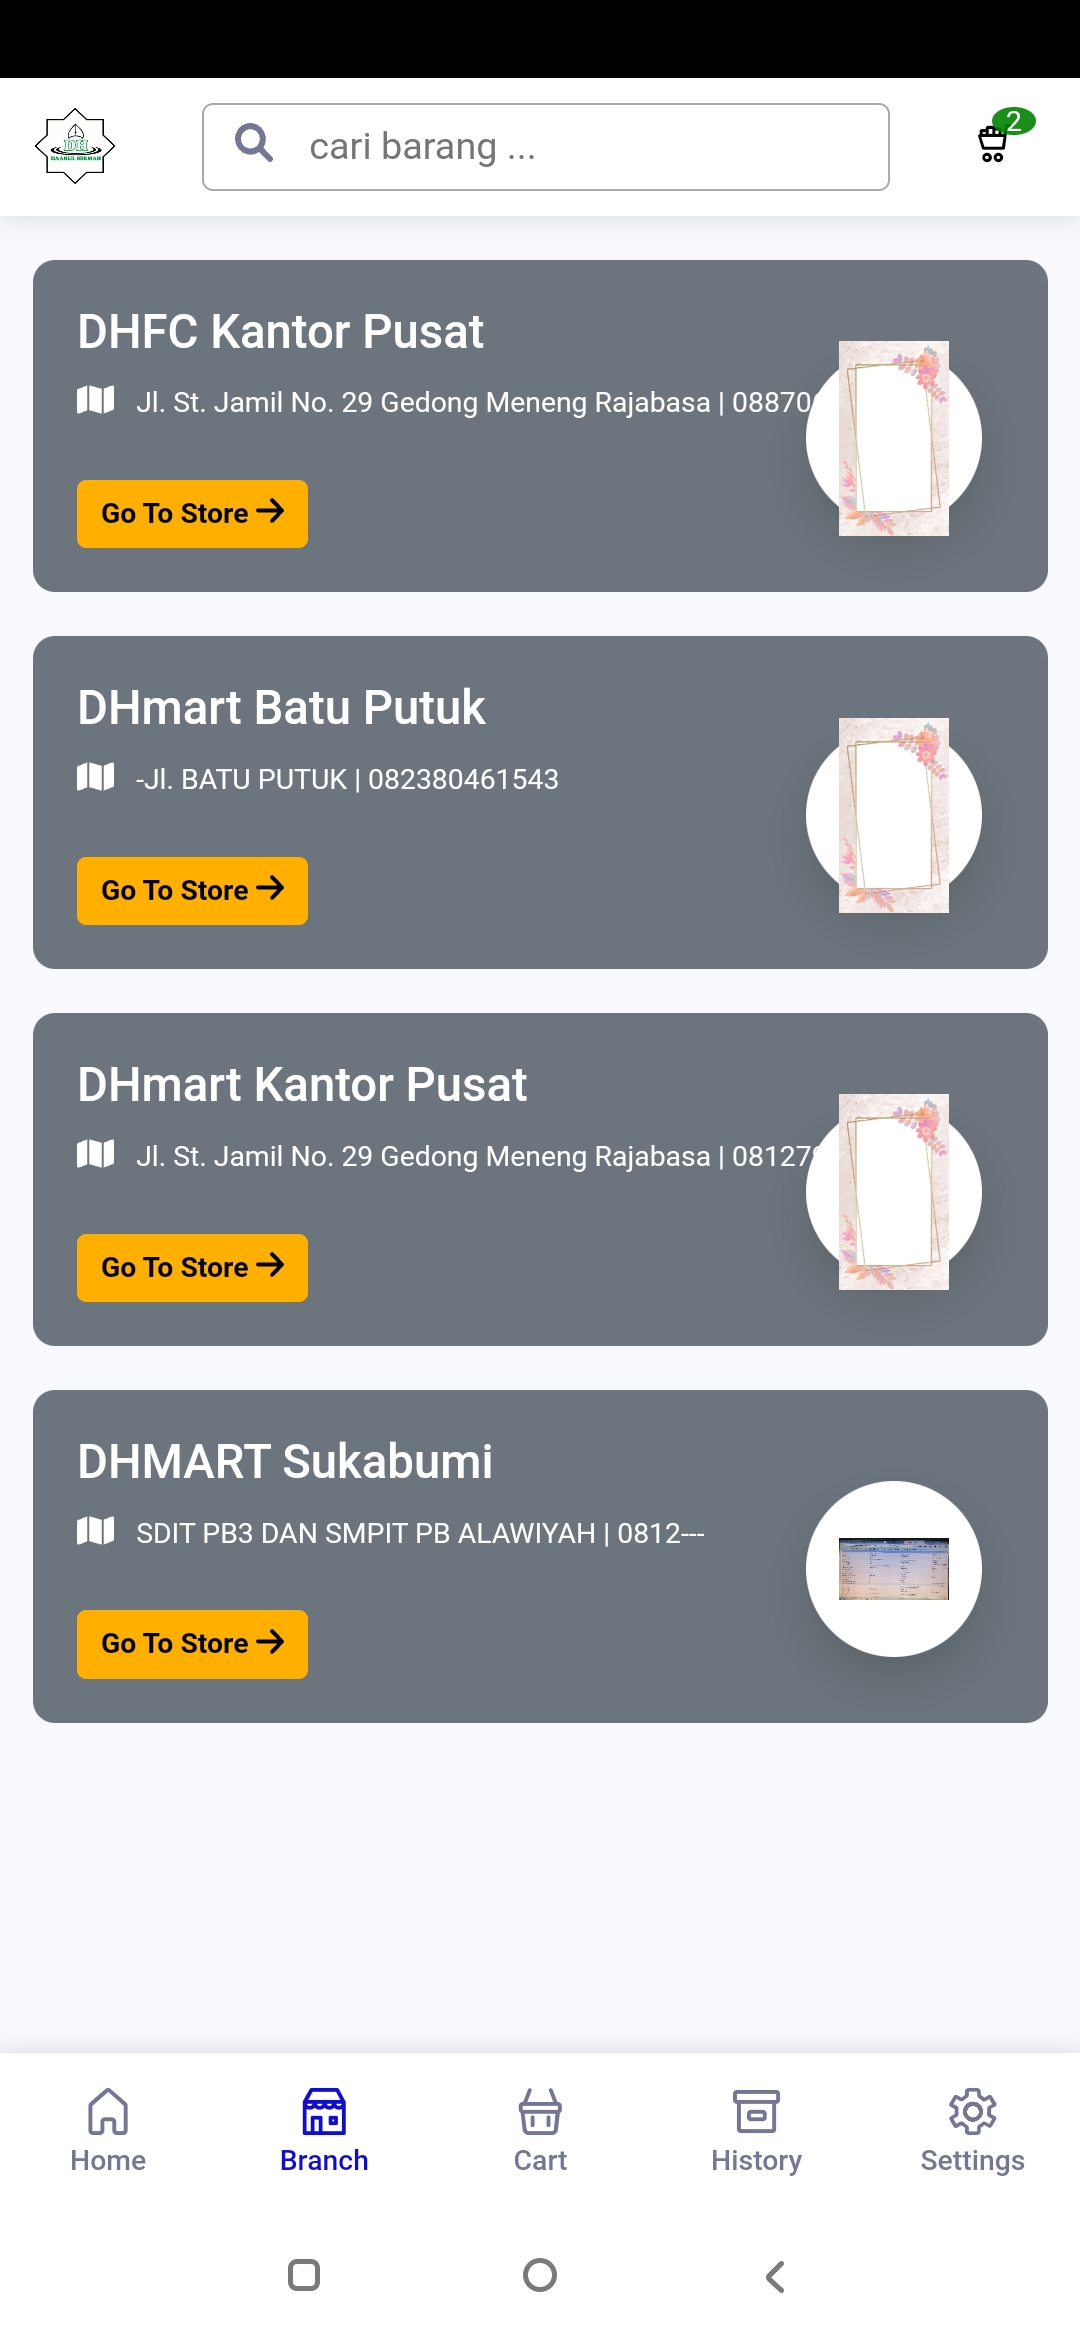 DH
DAARUL HIKMAH
cari barang ...
2
DHFC Kantor Pusat
Jl. St. Jamil No. 29 Gedong Meneng Rajabasa | 08870
Go To Store
DHmart Batu Putuk
-Jl. BATU PUTUK | 082380461543
Go To Store
DHmart Kantor Pusat
Jl. St. Jamil No. 29 Gedong Meneng Rajabasa | 08127
Go To Store
DHMART Sukabumi
SDIT PB3 DAN SMPIT PB ALAWIYAH | 0812---
Go To Store
Home
Branch
Cart
History
Settings